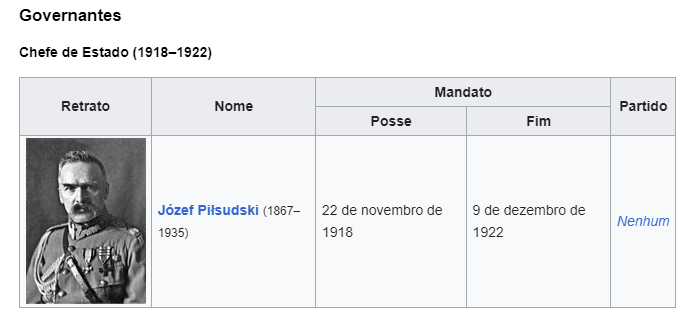 Governantes
Chefe de Estado (1918–1922)
Retrato Nome Mandato Partido
Posse Fim
Józef Piłsudski (1867–
1935)
22 de novembro de
1918
9 de dezembro de
1922
Nenhum